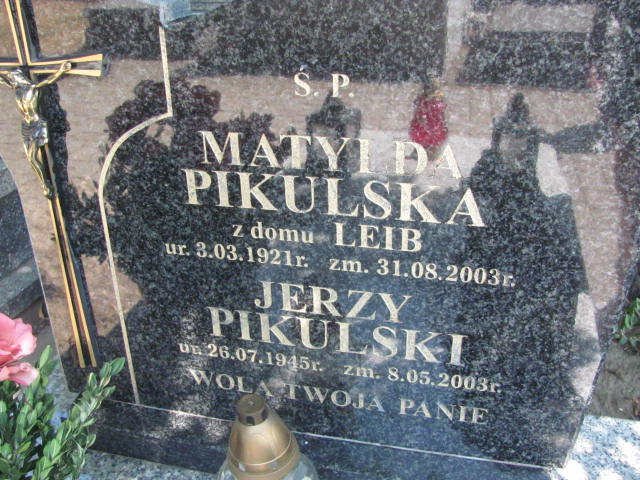 Ś. P.
MATYLDA
PIKULSKA
z domu LEIB
ur. 3.03.1921r. zm. 31.08.2003r.
JERZY
PIKULSKI
ur. 26.07.1945r. zm. 8.05.2003r.
WOLA TWOJA PANIE